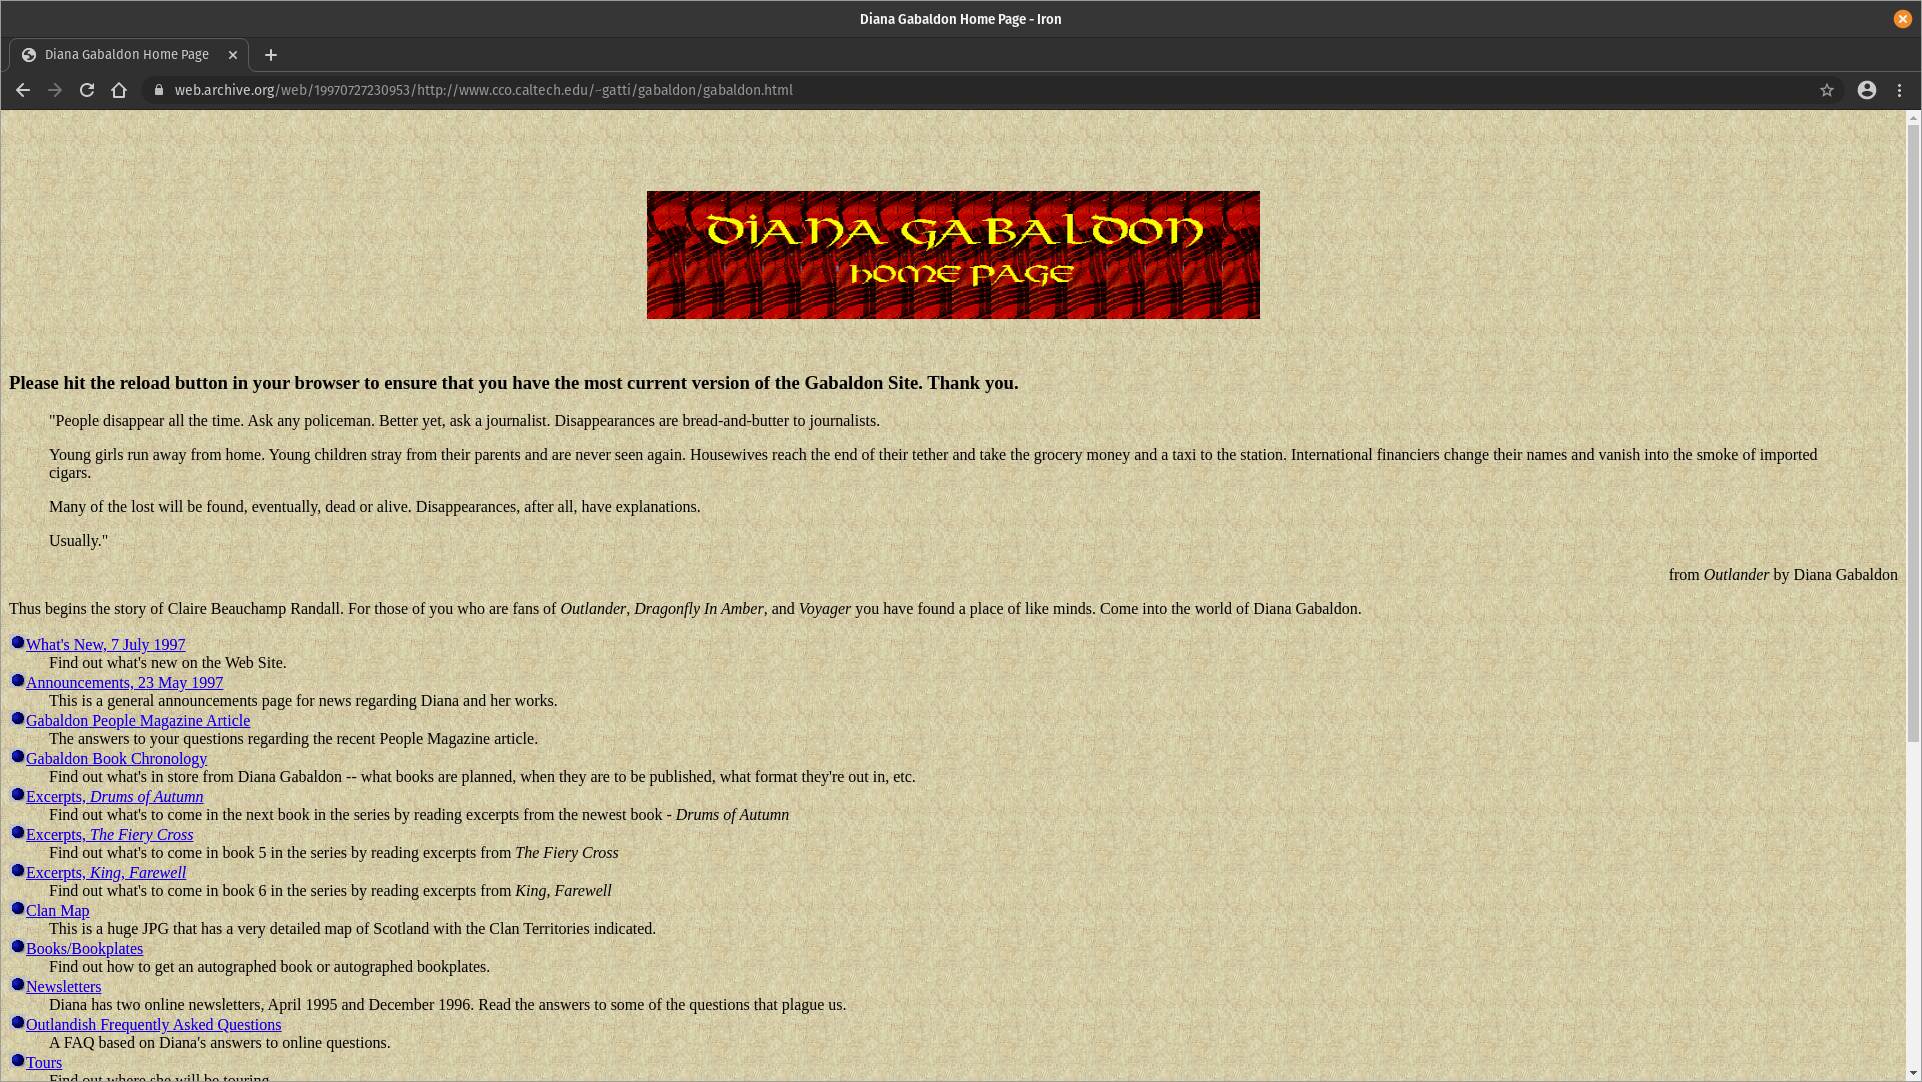 Diana Gabaldon Home Page - Iron
Diana Gabaldon Home Page
web.archive.org/web/19970727230953/http://www.cco.caltech.edu/~gatti/gabaldon/gabaldon.html
DIANA GABALDON
HOME PAGE
Please hit the reload button in your browser to ensure that you have the most current version of the Gabaldon Site. Thank you.
"People disappear all the time. Ask any policeman. Better yet, ask a journalist. Disappearances are bread-and-butter to journalists.
Young girls run away from home. Young children stray from their parents and are never seen again. Housewives reach the end of their tether and take the grocery money and a taxi to the station. International financiers change their names and vanish into the smoke of imported
cigars.
Many of the lost will be found, eventually, dead or alive. Disappearances, after all, have explanations.
Usually."
from Outlander by Diana Gabaldon
Thus begins the story of Claire Beauchamp Randall. For those of you who are fans of Outlander, Dragonfly In Amber, and Voyager you have found a place of like minds. Come into the world of Diana Gabaldon.
What's New, 7 July 1997
Find out what's new on the Web Site.
Announcements, 23 May 1997
This is a general announcements page for news regarding Diana and her works.
Gabaldon People Magazine Article
The answers to your questions regarding the recent People Magazine article.
Gabaldon Book Chronology
Find out what's in store from Diana Gabaldon -- what books are planned, when they are to be published, what format they're out in, etc.
Excerpts, Drums of Autumn
Find out what's to come in the next book in the series by reading excerpts from the newest book - Drums of Autumn
Excerpts, The Fiery Cross
Find out what's to come in book 5 in the series by reading excerpts from The Fiery Cross
Excerpts, King, Farewell
Find out what's to come in book 6 in the series by reading excerpts from King, Farewell
Clan Map
This is a huge JPG that has a very detailed map of Scotland with the Clan Territories indicated.
Books/Bookplates
Find out how to get an autographed book or autographed bookplates.
Newsletters
Diana has two online newsletters, April 1995 and December 1996. Read the answers to some of the questions that plague us.
Outlandish Frequently Asked Questions
A FAQ based on Diana's answers to online questions.
Tours
Find out where she will be touring.